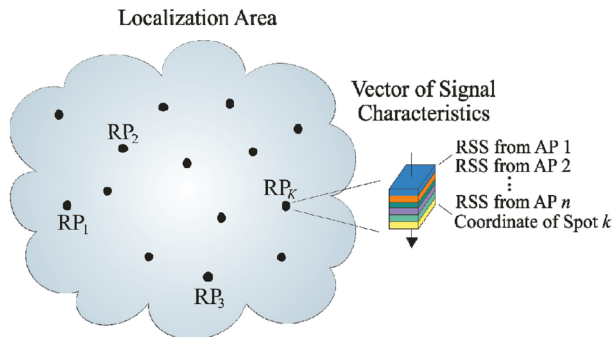 Localization Area
Vector of Signal
Characteristics
RSS from AP 1
RSS from AP 2
⋮
RSS from AP n
Coordinate of Spot k
RP2
RPK
RP1
RP3